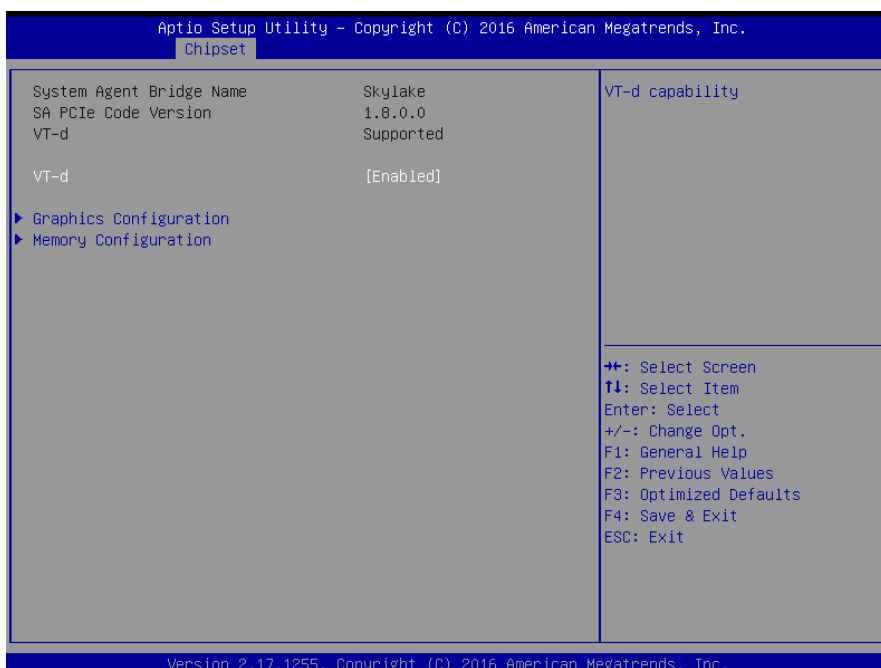 Aptio Setup Utility – Copyright (C) 2016 American Megatrends, Inc.
Chipset
System Agent Bridge Name Skylake
SA PCIe Code Version 1.8.0.0
VT-d Supported
VT-d [Enabled]
Graphics Configuration
Memory Configuration
VT-d capability
→←: Select Screen
↑↓: Select Item
Enter: Select
+/-: Change Opt.
F1: General Help
F2: Previous Values
F3: Optimized Defaults
F4: Save & Exit
ESC: Exit
Version 2.17.1255. Copyright (C) 2016 American Megatrends, Inc.